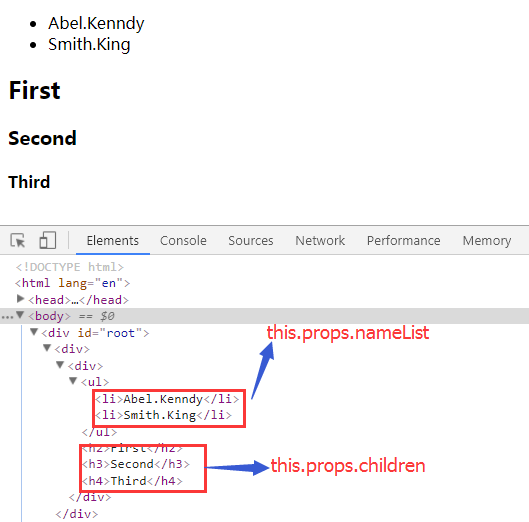 Abel.Kenndy
Smith.King
First
Second
Third
Elements Console Sources Network Performance Memory
<!DOCTYPE html>
<html lang="en">
<head>…</head>
<body> == $0
<div id="root">
this.props.nameList
<div>
<div>
<ul>
<li>Abel.Kenndy</li>
<li>Smith.King</li>
</ul>
<h2>First</h2>
<h3>Second</h3>
this.props.children
<h4>Third</h4>
</div>
</div>